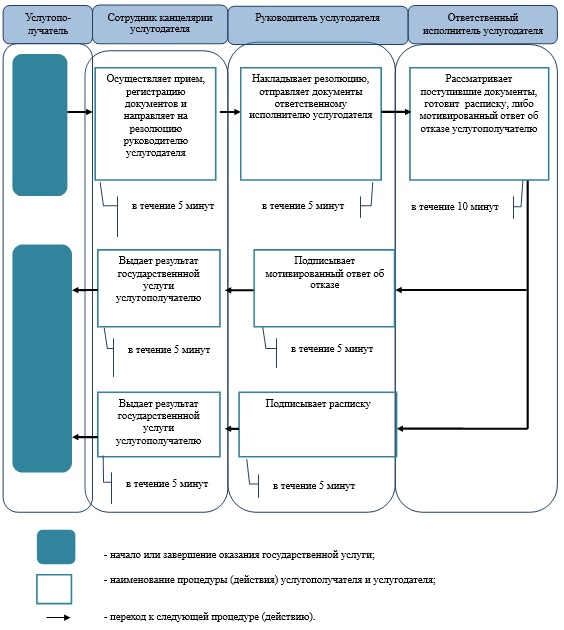 Услугопо-
лучатель
Сотрудник канцелярии
услугодателя
Руководитель услугодателя
Ответственный
исполнитель услугодателя
Осуществляет прием,
регистрацию
документов и
направляет на
резолюцию
руководителю
услугодателя
Накладывает резолюцию,
отправляет документы
ответственному
исполнителю услугодателя
Рассматривает
поступившие документы,
готовит расписку, либо
мотивированный ответ об
отказе услугополучателю
в течение 5 минут
в течение 5 минут
в течение 10 минут
Выдает результат
государственнной
услуги
услугополучателю
Подписывает
мотивированный ответ об
отказе
в течение 5 минут
в течение 5 минут
Выдает результат
государственнной
услуги
услугополучателю
Подписывает расписку
в течение 5 минут
в течение 5 минут
- начало или завершение оказания государственной услуги;
- наименование процедуры (действия) услугополучателя и услугодателя;
- переход к следующей процедуре (действию).